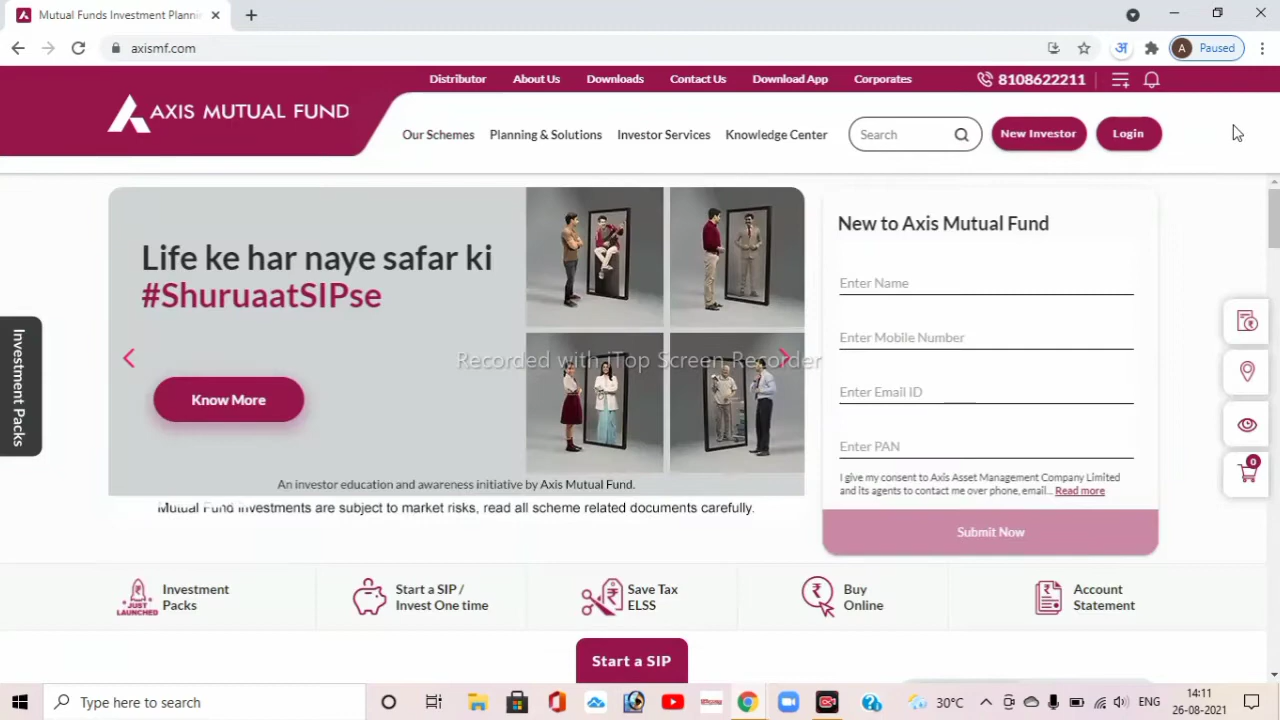 Mutual Funds Investment Plannin
axismf.com
A Paused
Distributor About Us Downloads Contact Us Download App Corporates 8108622211
AXIS MUTUAL FUND
Our Schemes Planning & Solutions Investor Services Knowledge Center Search New Investor Login
Life ke har naye safar ki
#ShuruaatSIPse
Know More
An investor education and awareness initiative by Axis Mutual Fund.
Mutual Fund investments are subject to market risks, read all scheme related documents carefully.
Recorded with iTop Screen Recorder
Investment Packs
New to Axis Mutual Fund
Enter Name
Enter Mobile Number
Enter Email ID
Enter PAN
I give my consent to Axis Asset Management Company Limited
and its agents to contact me over phone, email... Read more
Submit Now
0
JUST LAUNCHED
Investment
Packs
Start a SIP /
Invest One time
Save Tax
ELSS
Buy
Online
Account
Statement
Start a SIP
Type here to search
30°C ENG
14:11
26-08-2021